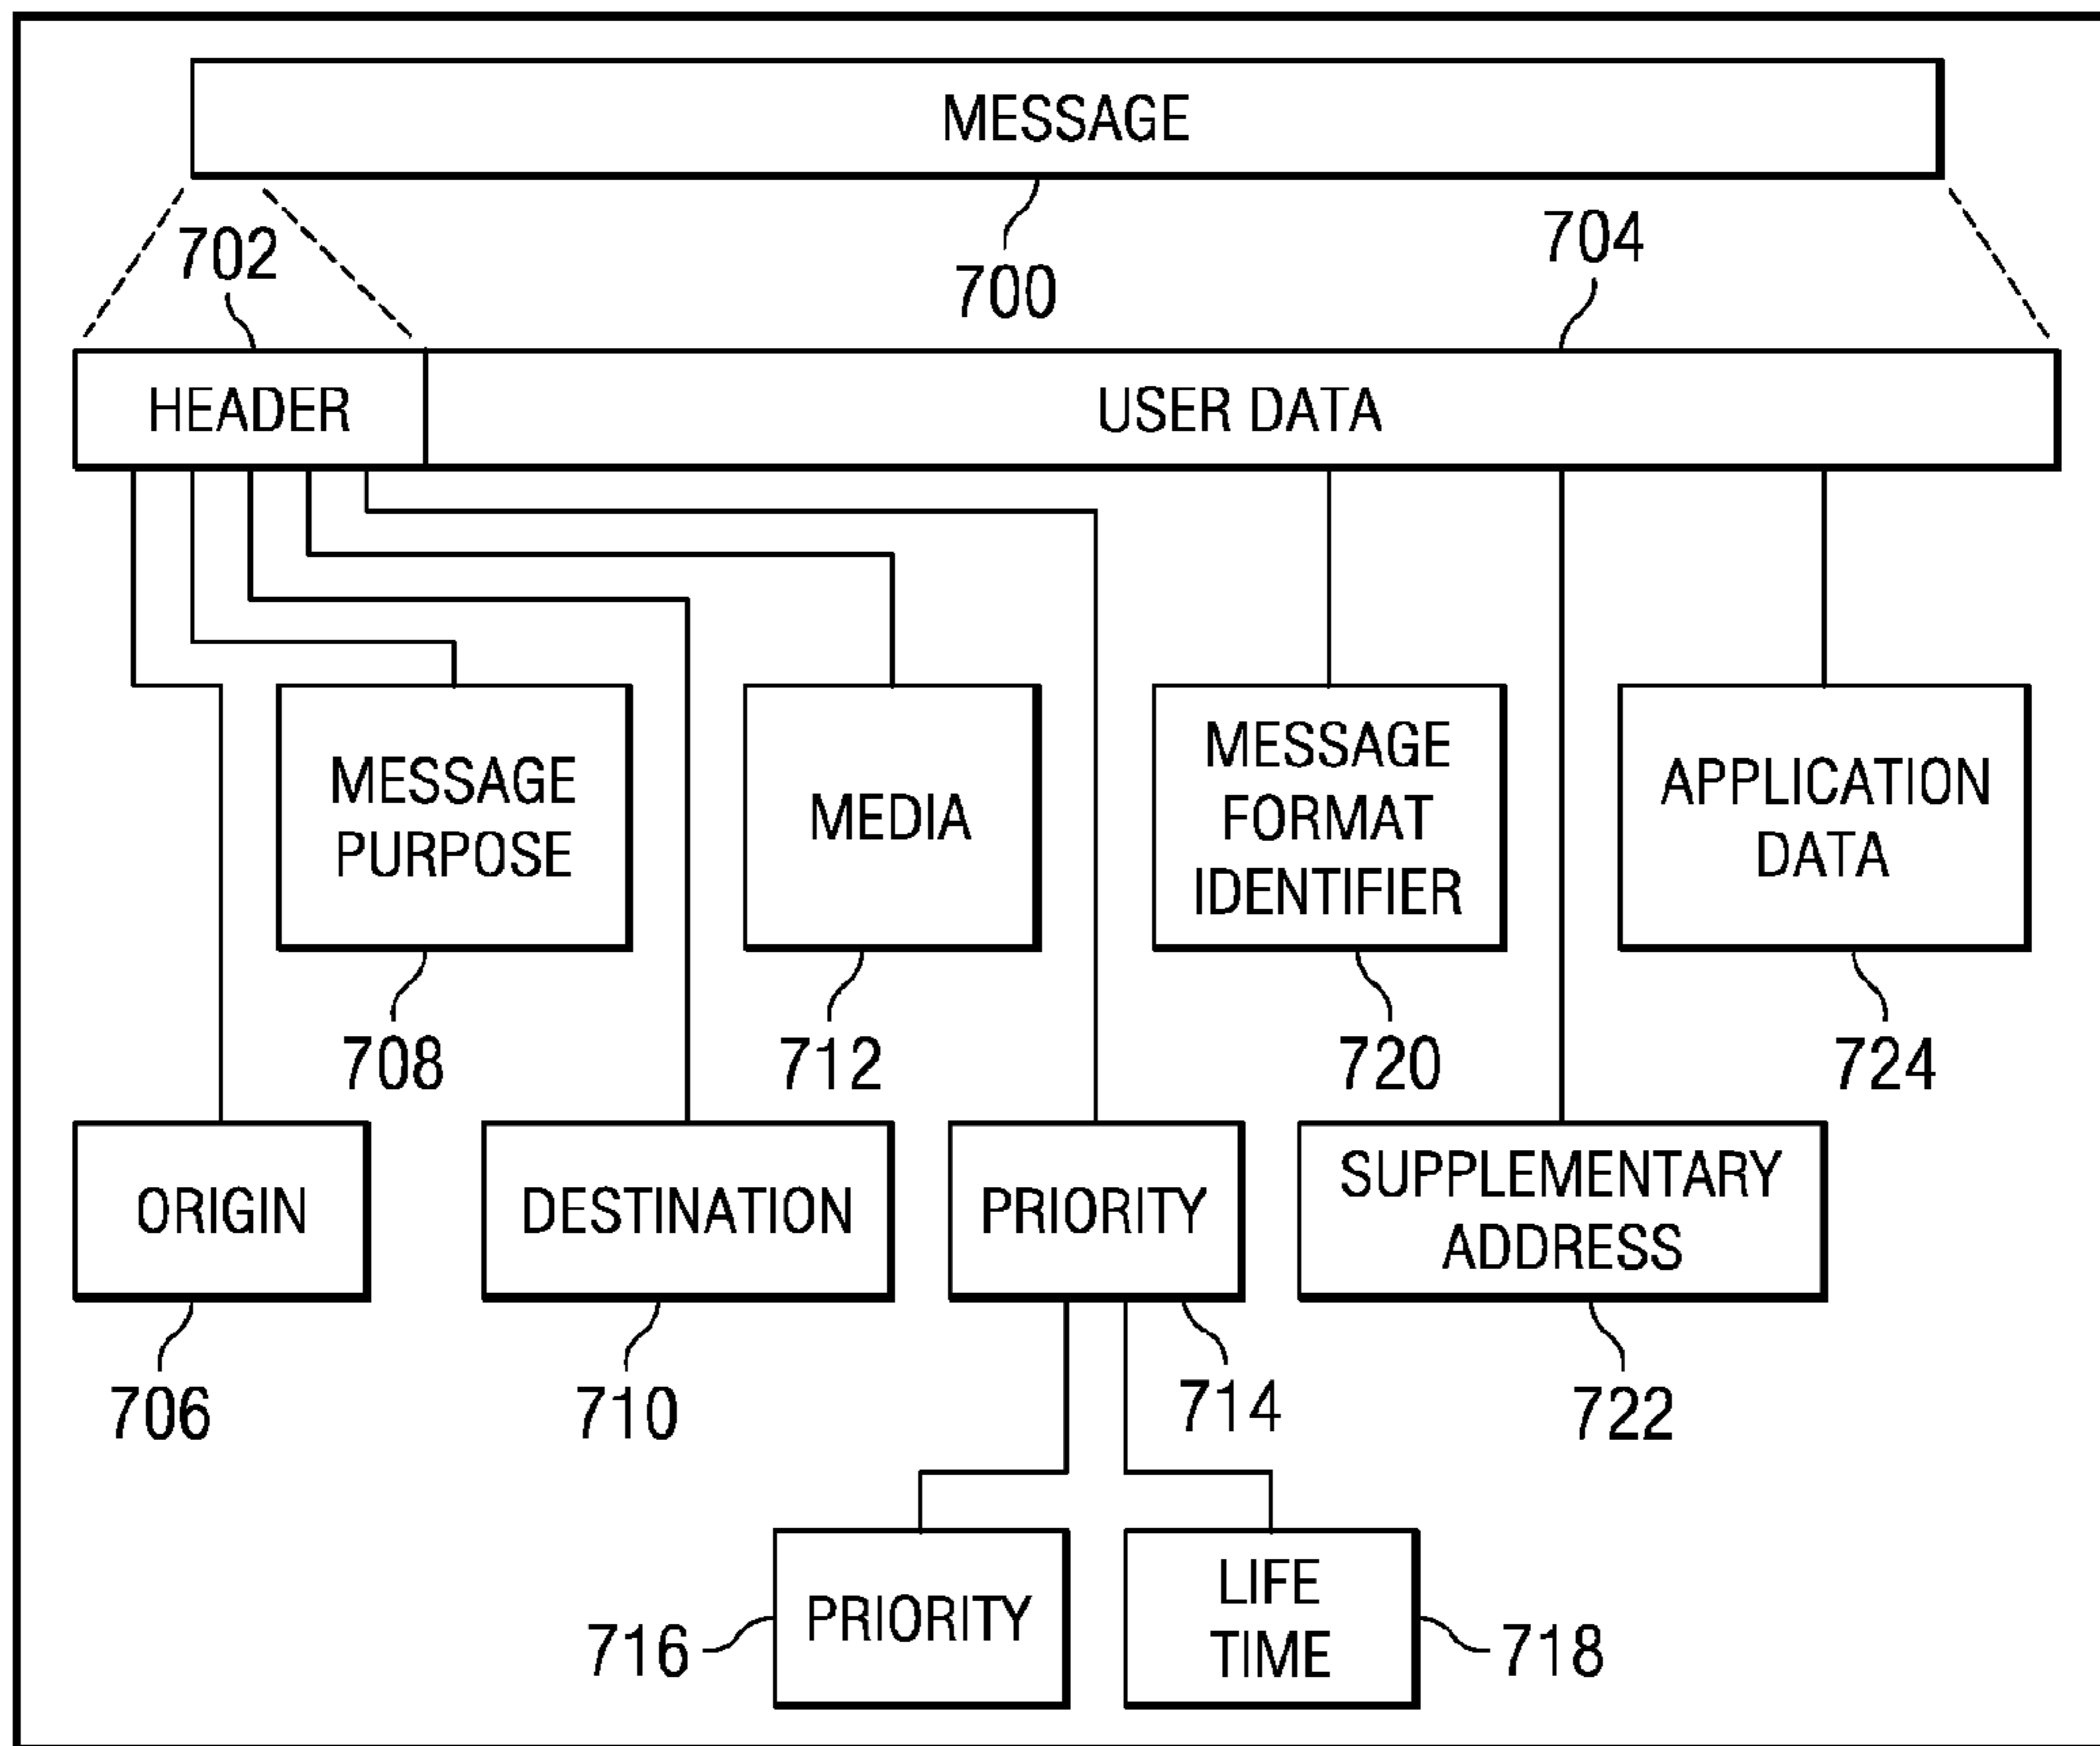 MESSAGE
700
702
704
HEADER
USER DATA
MESSAGE
PURPOSE
708
MEDIA
712
MESSAGE
FORMAT
IDENTIFIER
720
APPLICATION
DATA
724
ORIGIN
706
DESTINATION
710
PRIORITY
714
SUPPLEMENTARY
ADDRESS
722
716
PRIORITY
LIFE
TIME
718